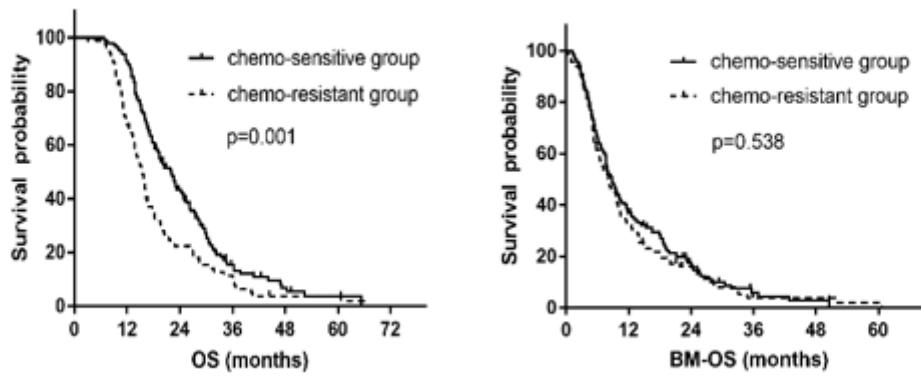 100
80
60
40
20
0
Survival probability
chemo-sensitive group
chemo-resistant group
p=0.001
0 12 24 36 48 60 72
OS (months)
100
80
60
40
20
0
Survival probability
chemo-sensitive group
chemo-resistant group
p=0.538
0 12 24 36 48 60
BM-OS (months)